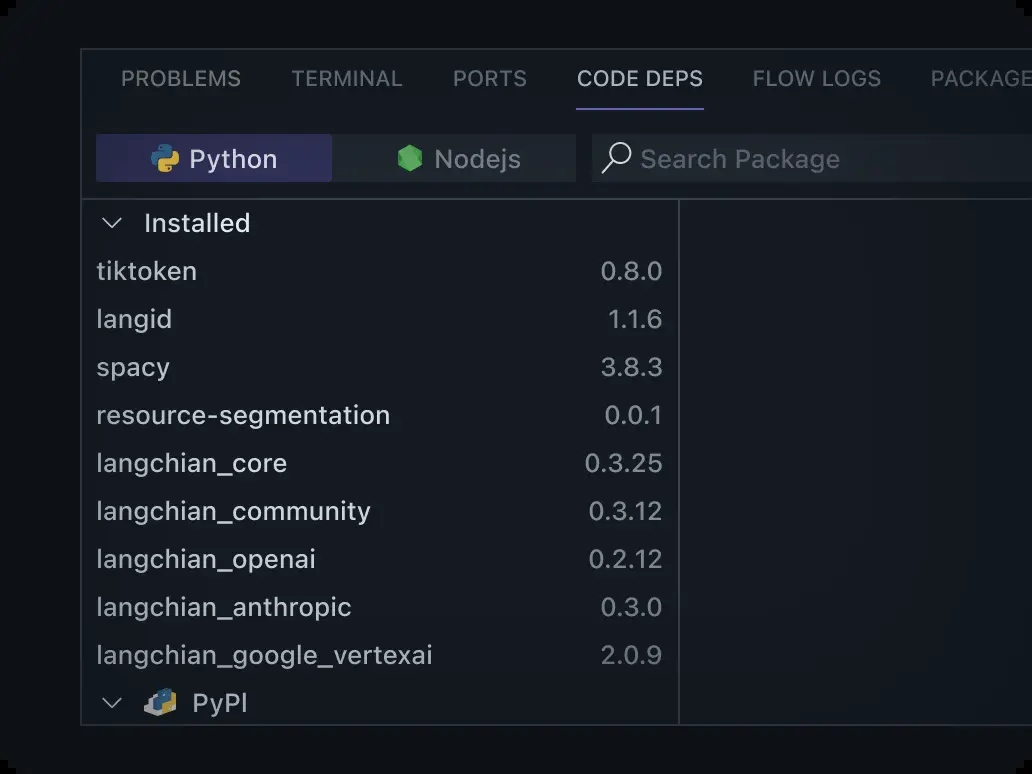 PROBLEMS TERMINAL PORTS CODE DEPS FLOW LOGS PACKAGE
Python Nodejs Search Package
Installed
tiktoken 0.8.0
langid 1.1.6
spacy 3.8.3
resource-segmentation 0.0.1
langchian_core 0.3.25
langchian_community 0.3.12
langchian_openai 0.2.12
langchian_anthropic 0.3.0
langchian_google_vertexai 2.0.9
PyPl